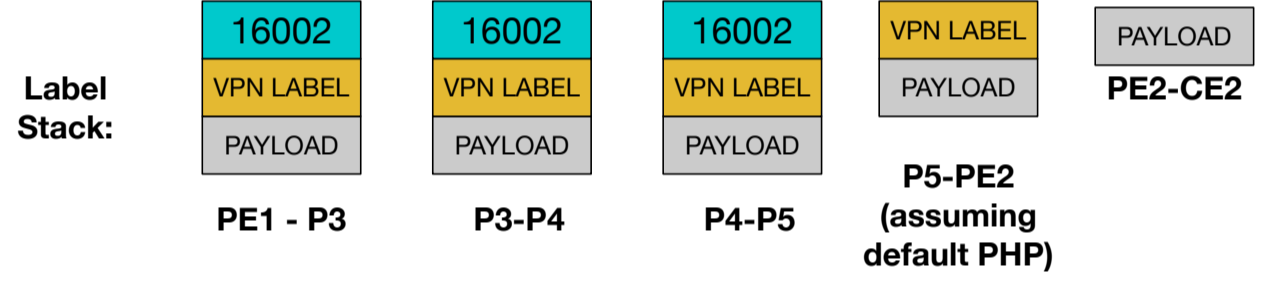 Label
Stack:
16002
VPN LABEL
PAYLOAD
PE1 - P3
16002
VPN LABEL
PAYLOAD
P3-P4
16002
VPN LABEL
PAYLOAD
P4-P5
VPN LABEL
PAYLOAD
P5-PE2
(assuming
default PHP)
PAYLOAD
PE2-CE2